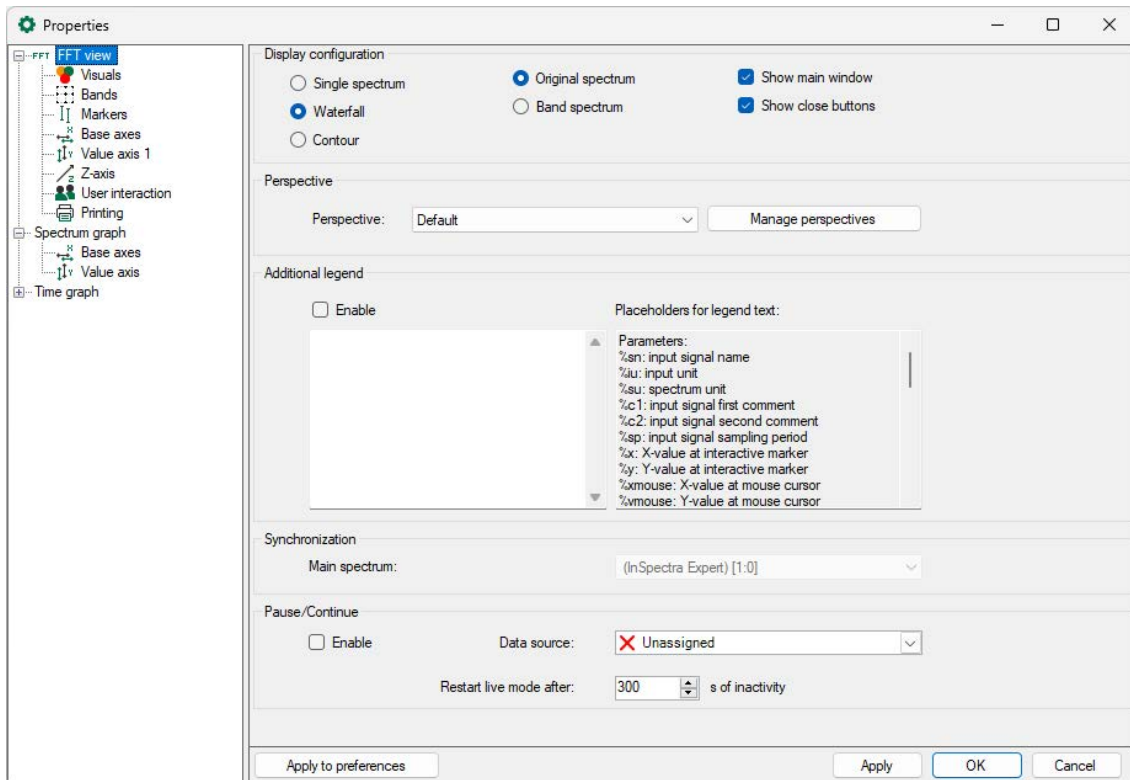 Properties
FFT FFT view
Visuals
Bands
Markers
Base axes
Value axis 1
Z-axis
User interaction
Printing
Spectrum graph
Base axes
Value axis
Time graph
Display configuration
Single spectrum
Original spectrum
Show main window
Waterfall
Band spectrum
Show close buttons
Contour
Perspective
Perspective: Default Manage perspectives
Additional legend
Enable
Placeholders for legend text:
Parameters:
%sn: input signal name
%iu: input unit
%su: spectrum unit
%c1: input signal first comment
%c2: input signal second comment
%sp: input signal sampling period
%x: X-value at interactive marker
%y: Y-value at interactive marker
%xmouse: X-value at mouse cursor
%ymouse: Y-value at mouse cursor
Synchronization
Main spectrum: (InSpectra Expert) [1:0]
Pause/Continue
Enable Data source: Unassigned
Restart live mode after: 300 s of inactivity
Apply to preferences Apply OK Cancel